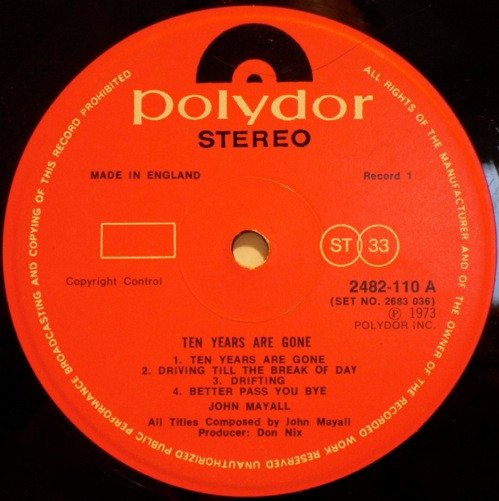 polydor
STEREO
MADE IN ENGLAND
Record 1
ST 33
Copyright Control
2482-110 A
(SET NO. 2683 036)
℗ 1973
POLYDOR INC.
TEN YEARS ARE GONE
1. TEN YEARS ARE GONE
2. DRIVING TILL THE BREAK OF DAY
3. DRIFTING
4. BETTER PASS YOU BYE
JOHN MAYALL
All Titles Composed by John Mayall
Producer: Don Nix
ALL RIGHTS OF THE MANUFACTURER AND OF THE OWNER OF THE RECORDED WORK RESERVED UNAUTHORIZED PUBLIC PERFORMANCE BROADCASTING AND COPYING OF THIS RECORD PROHIBITED